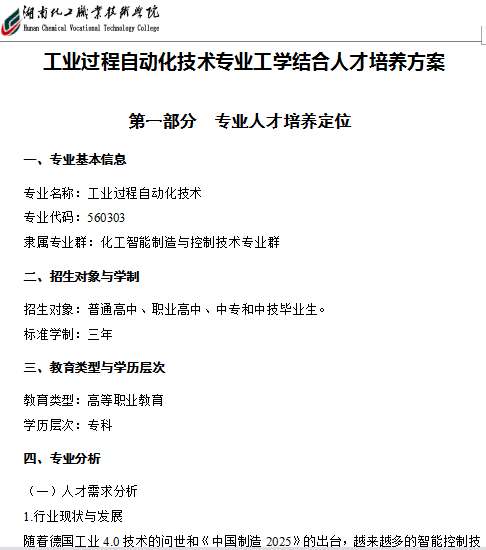 湖南化工职业技术学院
Hunan Chemical Vocational Technology College
工业过程自动化技术专业工学结合人才培养方案
第一部分 专业人才培养定位
一、专业基本信息
专业名称：工业过程自动化技术
专业代码：560303
隶属专业群：化工智能制造与控制技术专业群
二、招生对象与学制
招生对象：普通高中、职业高中、中专和中技毕业生。
标准学制：三年
三、教育类型与学历层次
教育类型：高等职业教育
学历层次：专科
四、专业分析
（一）人才需求分析
1.行业现状与发展
随着德国工业 4.0 技术的问世和《中国制造 2025》的出台，越来越多的智能控制技